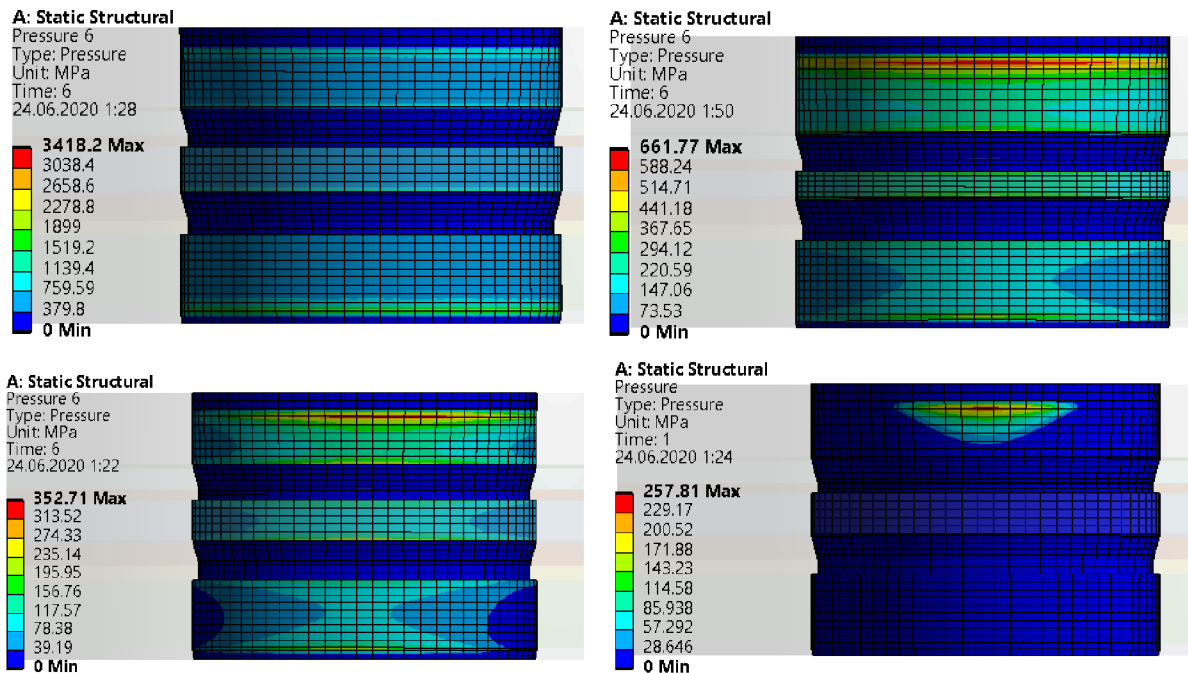 A: Static Structural
Pressure 6
Type: Pressure
Unit: MPa
Time: 6
24.06.2020 1:28
3418.2 Max
3038.4
2658.6
2278.8
1899
1519.2
1139.4
759.59
379.8
0 Min
A: Static Structural
Pressure 6
Type: Pressure
Unit: MPa
Time: 6
24.06.2020 1:50
661.77 Max
588.24
514.71
441.18
367.65
294.12
220.59
147.06
73.53
0 Min
A: Static Structural
Pressure 6
Type: Pressure
Unit: MPa
Time: 6
24.06.2020 1:22
352.71 Max
313.52
274.33
235.14
195.95
156.76
117.57
78.38
39.19
0 Min
A: Static Structural
Pressure
Type: Pressure
Unit: MPa
Time: 1
24.06.2020 1:24
257.81 Max
229.17
200.52
171.88
143.23
114.58
85.938
57.292
28.646
0 Min